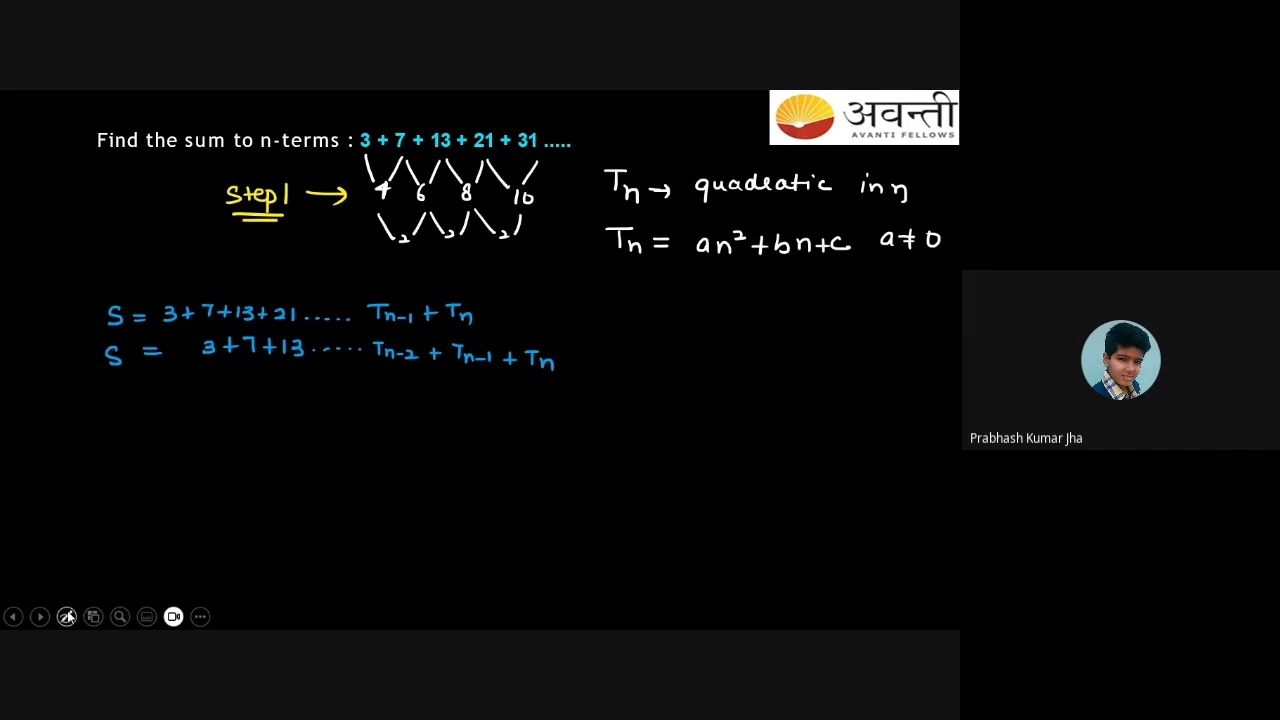 अवन्ती
AVANTI FELLOWS
Find the sum to n-terms : 3 + 7 + 13 + 21 + 31 .....
Step1 → 4 6 8 10
2 2 2
Tn → quadratic in n
Tn = an²+bn+c a≠0
S = 3+7+13+21 ..... Tn-1 + Tn
S = 3+7+13 ...... Tn-2 + Tn-1 + Tn
Prabhash Kumar Jha